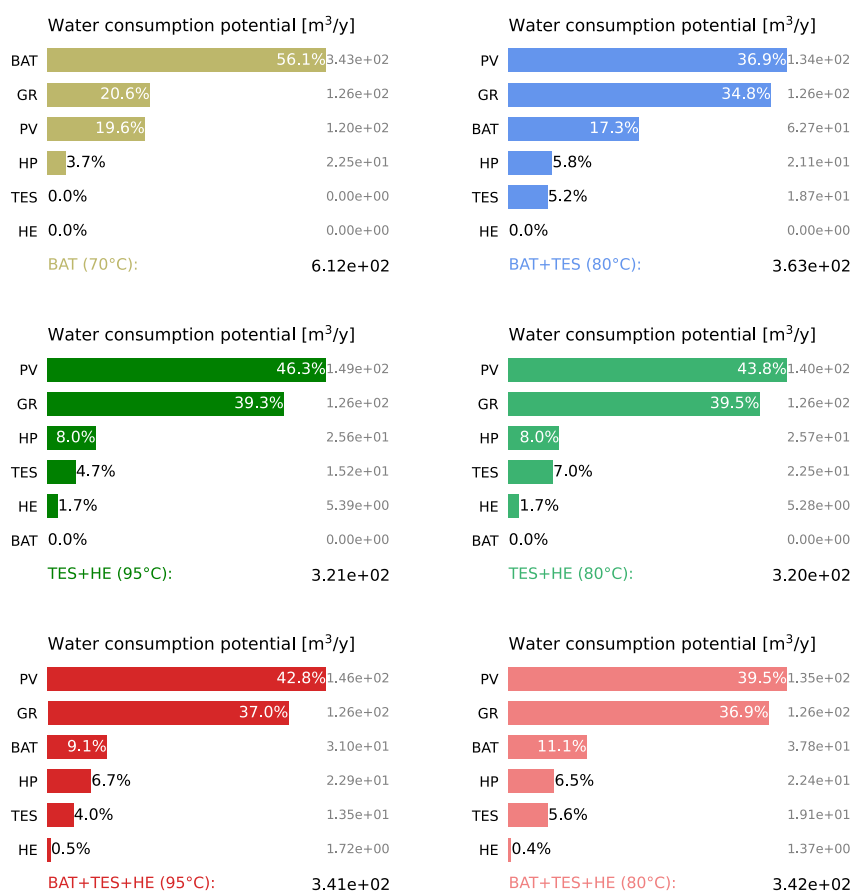 Water consumption potential [m³/y]
BAT 56.1% 3.43e+02
GR 20.6% 1.26e+02
PV 19.6% 1.20e+02
HP 3.7% 2.25e+01
TES 0.0% 0.00e+00
HE 0.0% 0.00e+00
BAT (70°C): 6.12e+02
Water consumption potential [m³/y]
PV 36.9% 1.34e+02
GR 34.8% 1.26e+02
BAT 17.3% 6.27e+01
HP 5.8% 2.11e+01
TES 5.2% 1.87e+01
HE 0.0% 0.00e+00
BAT+TES (80°C): 3.63e+02
Water consumption potential [m³/y]
PV 46.3% 1.49e+02
GR 39.3% 1.26e+02
HP 8.0% 2.56e+01
TES 4.7% 1.52e+01
HE 1.7% 5.39e+00
BAT 0.0% 0.00e+00
TES+HE (95°C): 3.21e+02
Water consumption potential [m³/y]
PV 43.8% 1.40e+02
GR 39.5% 1.26e+02
HP 8.0% 2.57e+01
TES 7.0% 2.25e+01
HE 1.7% 5.28e+00
BAT 0.0% 0.00e+00
TES+HE (80°C): 3.20e+02
Water consumption potential [m³/y]
PV 42.8% 1.46e+02
GR 37.0% 1.26e+02
BAT 9.1% 3.10e+01
HP 6.7% 2.29e+01
TES 4.0% 1.35e+01
HE 0.5% 1.72e+00
BAT+TES+HE (95°C): 3.41e+02
Water consumption potential [m³/y]
PV 39.5% 1.35e+02
GR 36.9% 1.26e+02
BAT 11.1% 3.78e+01
HP 6.5% 2.24e+01
TES 5.6% 1.91e+01
HE 0.4% 1.37e+00
BAT+TES+HE (80°C): 3.42e+02